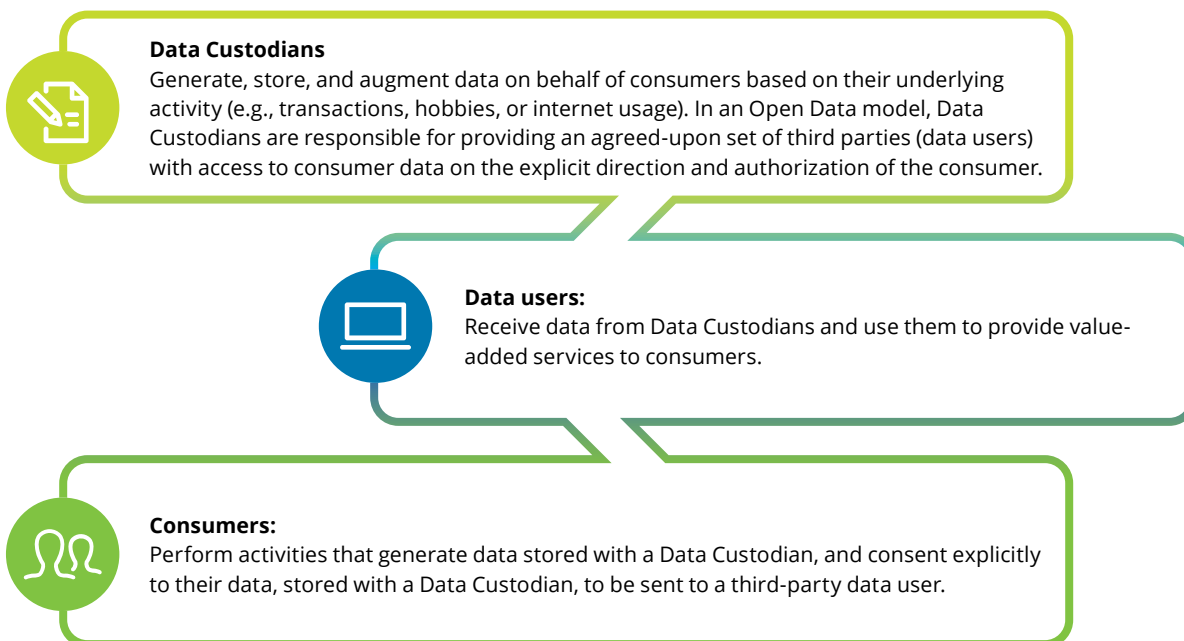 Data Custodians
Generate, store, and augment data on behalf of consumers based on their underlying
activity (e.g., transactions, hobbies, or internet usage). In an Open Data model, Data
Custodians are responsible for providing an agreed-upon set of third parties (data users)
with access to consumer data on the explicit direction and authorization of the consumer.
Data users:
Receive data from Data Custodians and use them to provide value-
added services to consumers.
Consumers:
Perform activities that generate data stored with a Data Custodian, and consent explicitly
to their data, stored with a Data Custodian, to be sent to a third-party data user.